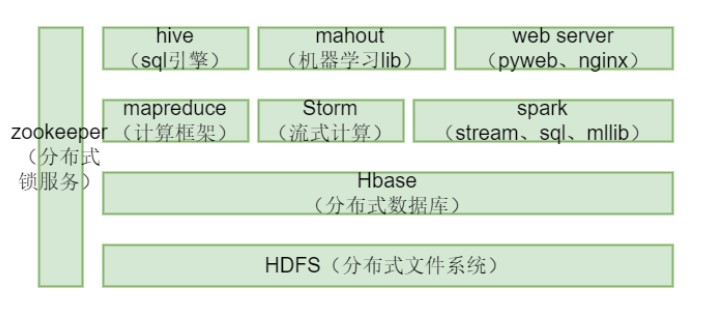 hive
（sql引擎）
mahout
（机器学习lib）
web server
（pyweb、nginx）
zookeeper
（分布式
锁服务）
mapreduce
（计算框架）
Storm
（流式计算）
spark
（stream、sql、mllib）
Hbase
（分布式数据库）
HDFS（分布式文件系统）